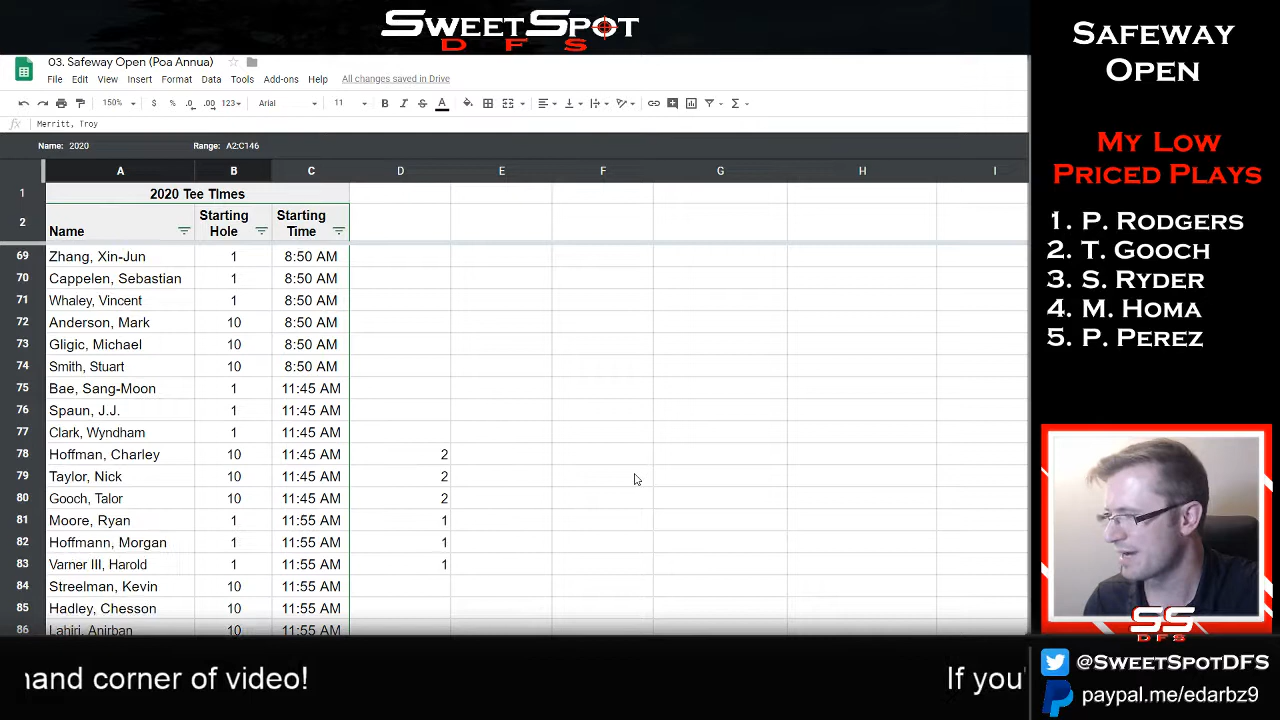 SweetSpot
DFS
03. Safeway Open (Poa Annua)
File Edit View Insert Format Data Tools Add-ons Help All changes saved in Drive
150% $ % .0 .00 123 Arial 11 B I S A
fx Merritt, Troy
Name: 2020 Range: A2:C146
A B C D E F G H I
1 2020 Tee TImes
2 Name Starting Hole Starting Time
69 Zhang, Xin-Jun 1 8:50 AM
70 Cappelen, Sebastian 1 8:50 AM
71 Whaley, Vincent 1 8:50 AM
72 Anderson, Mark 10 8:50 AM
73 Gligic, Michael 10 8:50 AM
74 Smith, Stuart 10 8:50 AM
75 Bae, Sang-Moon 1 11:45 AM
76 Spaun, J.J. 1 11:45 AM
77 Clark, Wyndham 1 11:45 AM
78 Hoffman, Charley 10 11:45 AM 2
79 Taylor, Nick 10 11:45 AM 2
80 Gooch, Talor 10 11:45 AM 2
81 Moore, Ryan 1 11:55 AM 1
82 Hoffmann, Morgan 1 11:55 AM 1
83 Varner III, Harold 1 11:55 AM 1
84 Streelman, Kevin 10 11:55 AM
85 Hadley, Chesson 10 11:55 AM
86 Lahiri, Anirban 10 11:55 AM
Safeway
Open
My Low
Priced Plays
1. P. Rodgers
2. T. Gooch
3. S. Ryder
4. M. Homa
5. P. Perez
SS
DFS
@SweetSpotDFS
paypal.me/edarbz9
hand corner of video! If you'